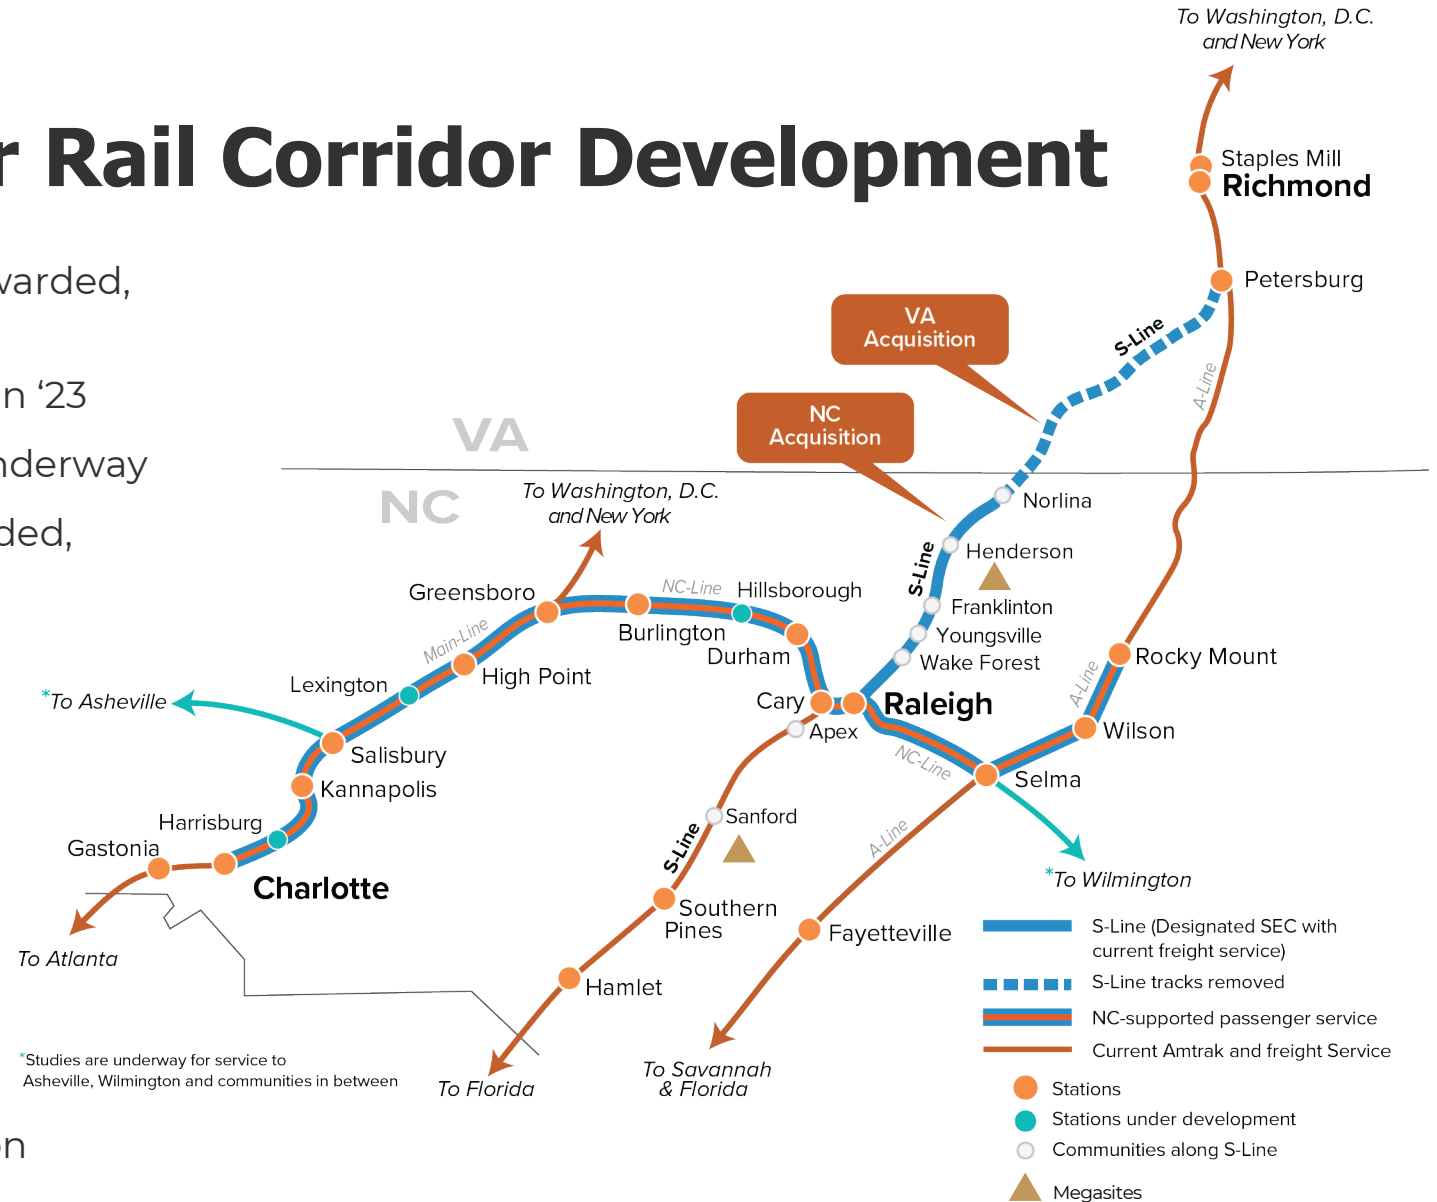 To Washington, D.C.
and New York
r Rail Corridor Development
Staples Mill
Richmond
varded,
Petersburg
VA
Acquisition
S-Line
A-Line
n ‘23
NC
Acquisition
VA
nderway
NC
To Washington, D.C.
and New York
Norlina
ded,
S-Line
Henderson
Greensboro
NC-Line
Hillsborough
Franklinton
Burlington
Youngsville
Main-Line
Durham
Wake Forest
Rocky Mount
High Point
Lexington
A-Line
*To Asheville
Cary
Raleigh
Apex
Wilson
Salisbury
NC-Line
Selma
Kannapolis
Harrisburg
Sanford
Gastonia
S-Line
A-Line
*To Wilmington
Charlotte
Southern
Pines
Fayetteville
To Atlanta
Hamlet
S-Line (Designated SEC with
current freight service)
S-Line tracks removed
NC-supported passenger service
Current Amtrak and freight Service
*Studies are underway for service to
Asheville, Wilmington and communities in between
To Florida
To Savannah
& Florida
Stations
Stations under development
Communities along S-Line
Megasites
on